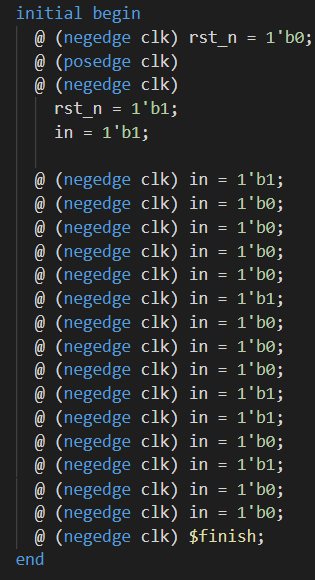 initial begin
@ (negedge clk) rst_n = 1'b0;
@ (posedge clk)
@ (negedge clk)
rst_n = 1'b1;
in = 1'b1;
@ (negedge clk) in = 1'b1;
@ (negedge clk) in = 1'b0;
@ (negedge clk) in = 1'b0;
@ (negedge clk) in = 1'b0;
@ (negedge clk) in = 1'b0;
@ (negedge clk) in = 1'b1;
@ (negedge clk) in = 1'b0;
@ (negedge clk) in = 1'b0;
@ (negedge clk) in = 1'b0;
@ (negedge clk) in = 1'b1;
@ (negedge clk) in = 1'b1;
@ (negedge clk) in = 1'b0;
@ (negedge clk) in = 1'b1;
@ (negedge clk) in = 1'b0;
@ (negedge clk) in = 1'b0;
@ (negedge clk) $finish;
end